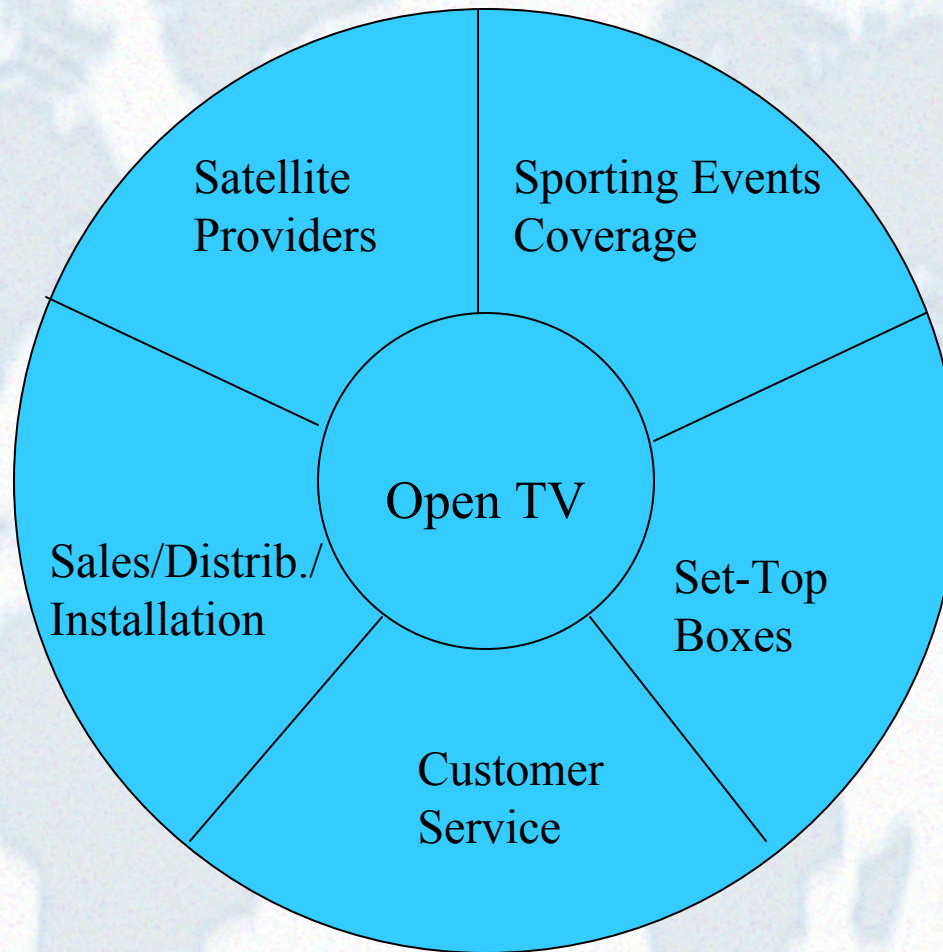 Satellite
Providers
Sporting Events
Coverage
Open TV
Sales/Distrib./
Installation
Set-Top
Boxes
Customer
Service